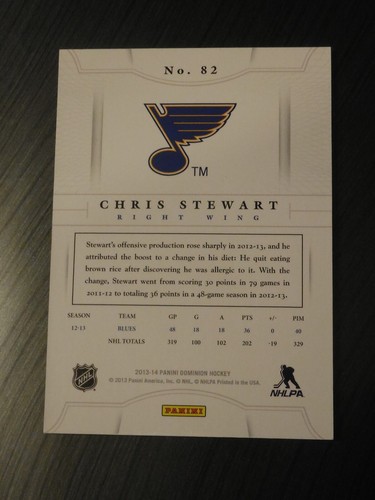 No. 82
TM
CHRIS STEWART
RIGHT WING
Stewart's offensive production rose sharply in 2012-13, and he
attributed the boost to a change in his diet: He quit eating
brown rice after discovering he was allergic to it. With the
change, Stewart went from scoring 30 points in 79 games in
2011-12 to totaling 36 points in a 48-game season in 2012-13.
SEASON TEAM GP G A PTS +/- PIM
12-13 BLUES 48 18 18 36 0 40
NHL TOTALS 319 100 102 202 -19 329
2013-14 PANINI DOMINION HOCKEY
© 2013 Panini America, Inc. © NHL, © NHLPA Printed in the USA.
NHL
NHLPA
PANINI